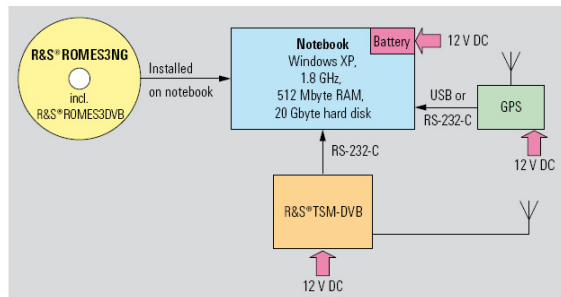 R&S®ROMES3NG
incl.
R&S®ROMES3DVB
Installed
on notebook
Notebook
Windows XP,
1.8 GHz,
512 Mbyte RAM,
20 Gbyte hard disk
Battery
12 V DC
USB or
RS-232-C
GPS
12 V DC
RS-232-C
R&S®TSM-DVB
12 V DC